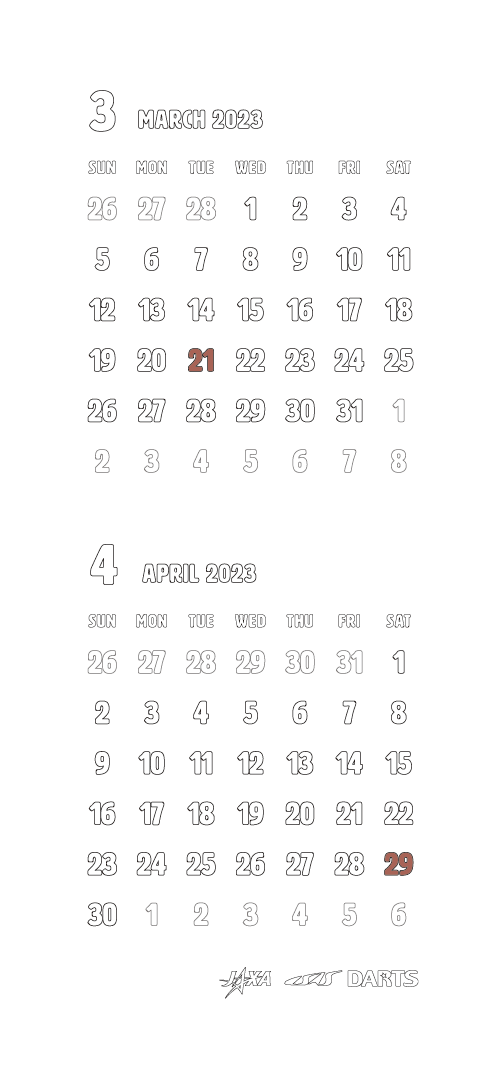 3 MARCH 2023
SUN MON TUE WED THU FRI SAT
26 27 28 1 2 3 4
5 6 7 8 9 10 11
12 13 14 15 16 17 18
19 20 21 22 23 24 25
26 27 28 29 30 31 1
2 3 4 5 6 7 8
4 APRIL 2023
SUN MON TUE WED THU FRI SAT
26 27 28 29 30 31 1
2 3 4 5 6 7 8
9 10 11 12 13 14 15
16 17 18 19 20 21 22
23 24 25 26 27 28 29
30 1 2 3 4 5 6
JAXA ISAS DARTS